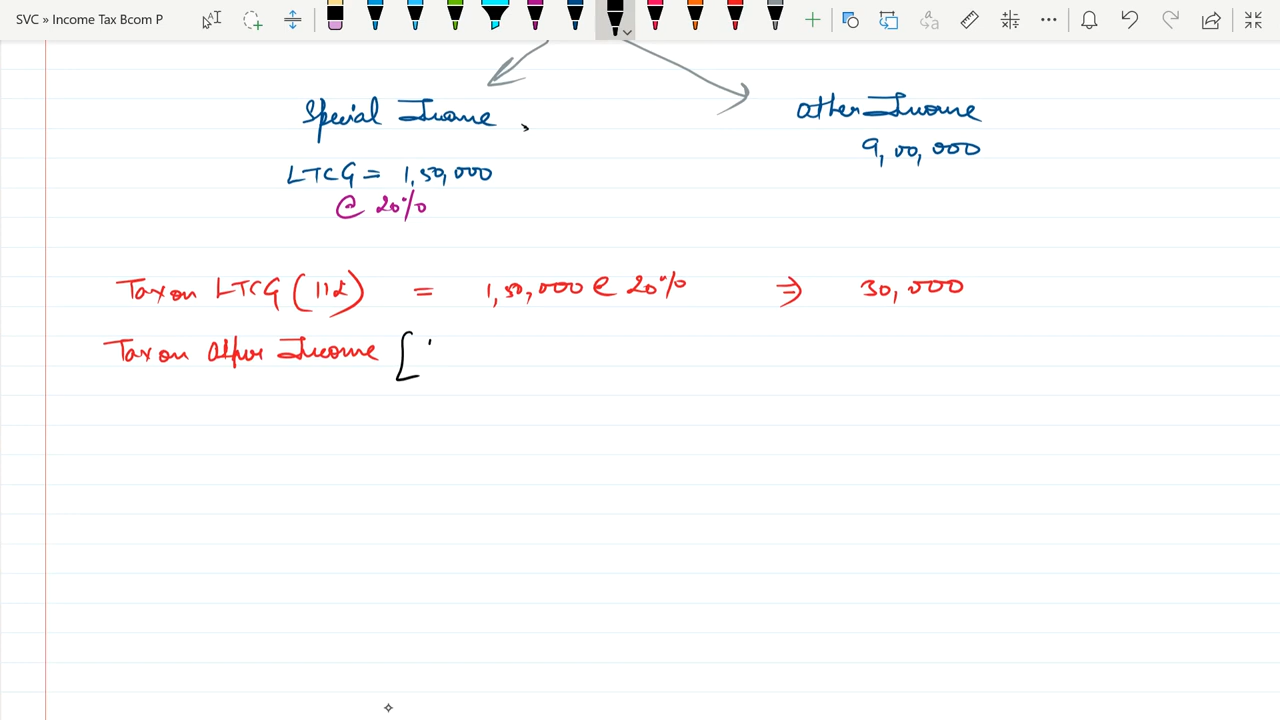 SVC » Income Tax Bcom P
Special Income
Other Income
9,00,000
LTCG = 1,50,000
@ 20%
Tax on LTCG (112) = 1,50,000 @ 20% ⇒ 30,000
Tax on Other Income [